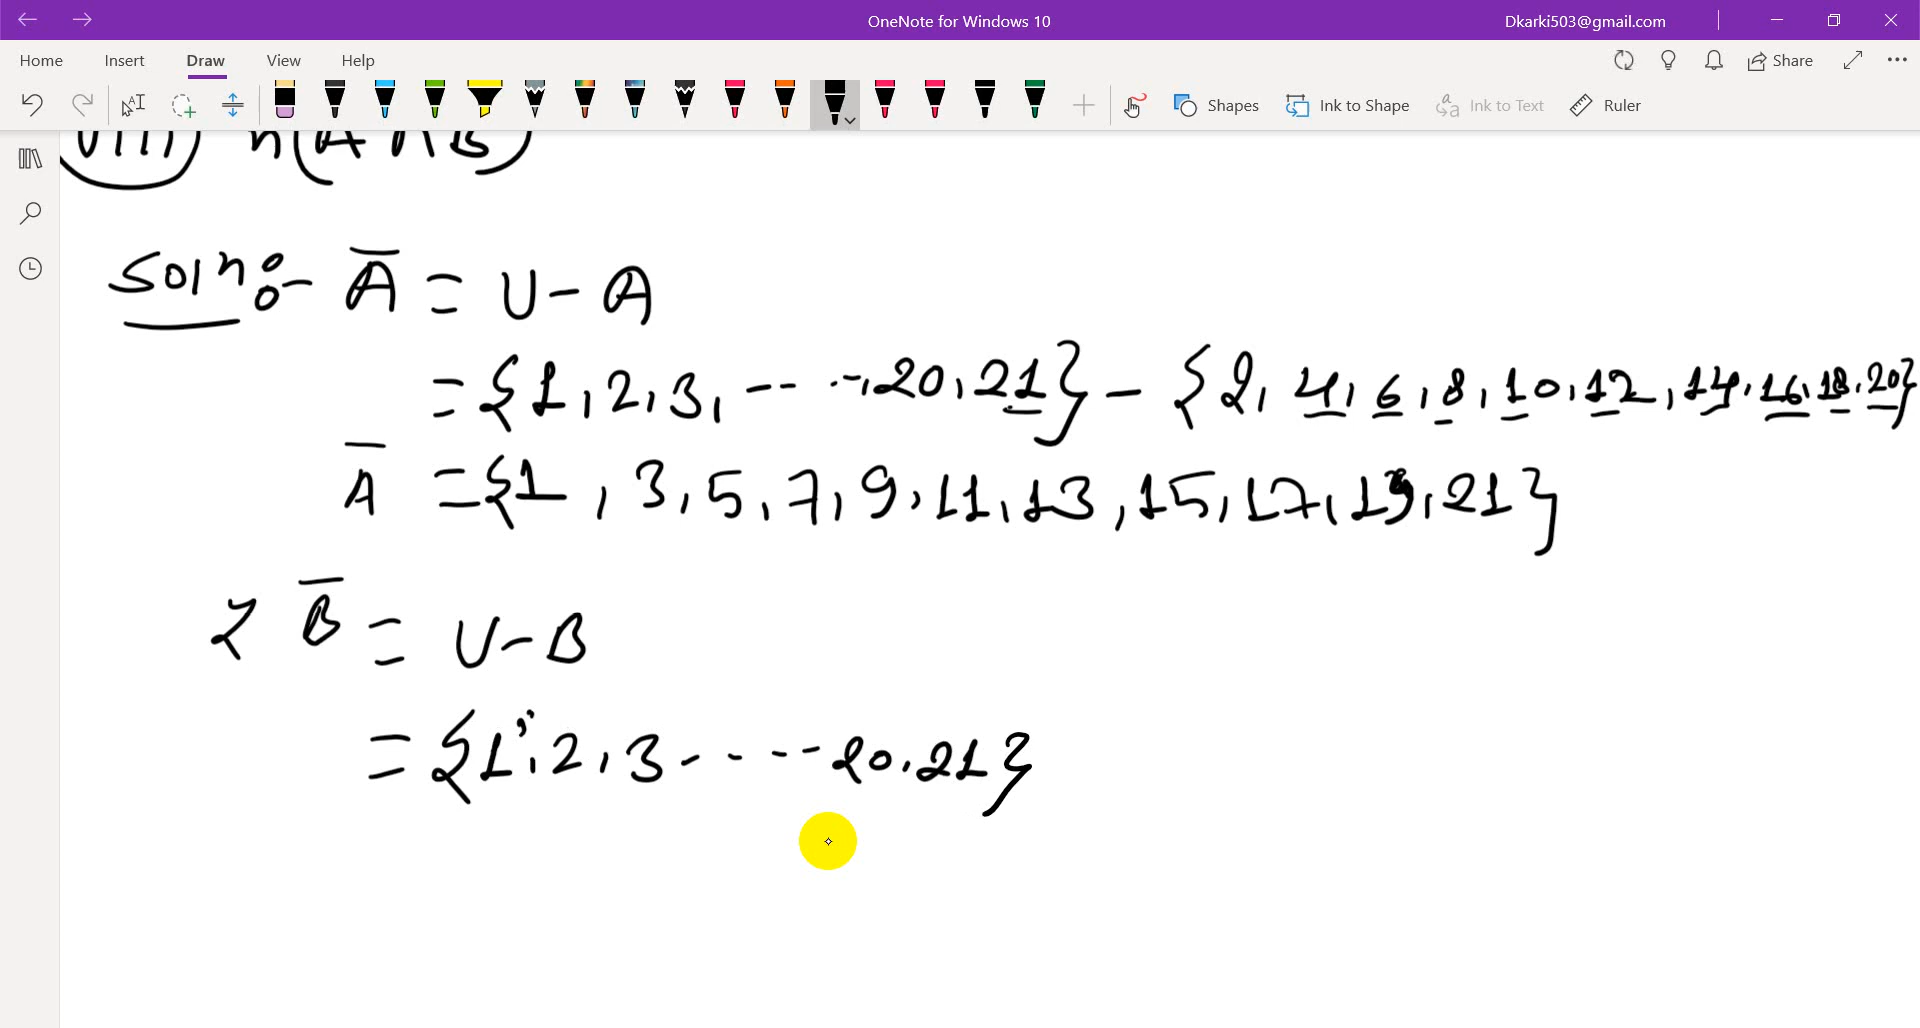 OneNote for Windows 10
Dkarki503@gmail.com
Home Insert Draw View Help
Share
Shapes Ink to Shape Ink to Text Ruler
viii) n(A ∩ B)
Soln:- A̅ = U - A
= {1, 2, 3, -- --, 20, 21} - {2, 4, 6, 8, 10, 12, 14, 16, 18, 20}
A̅ = {1, 3, 5, 7, 9, 11, 13, 15, 17, 19, 21}
B̅ = U - B
= {1, 2, 3 - - - -- 20, 21}